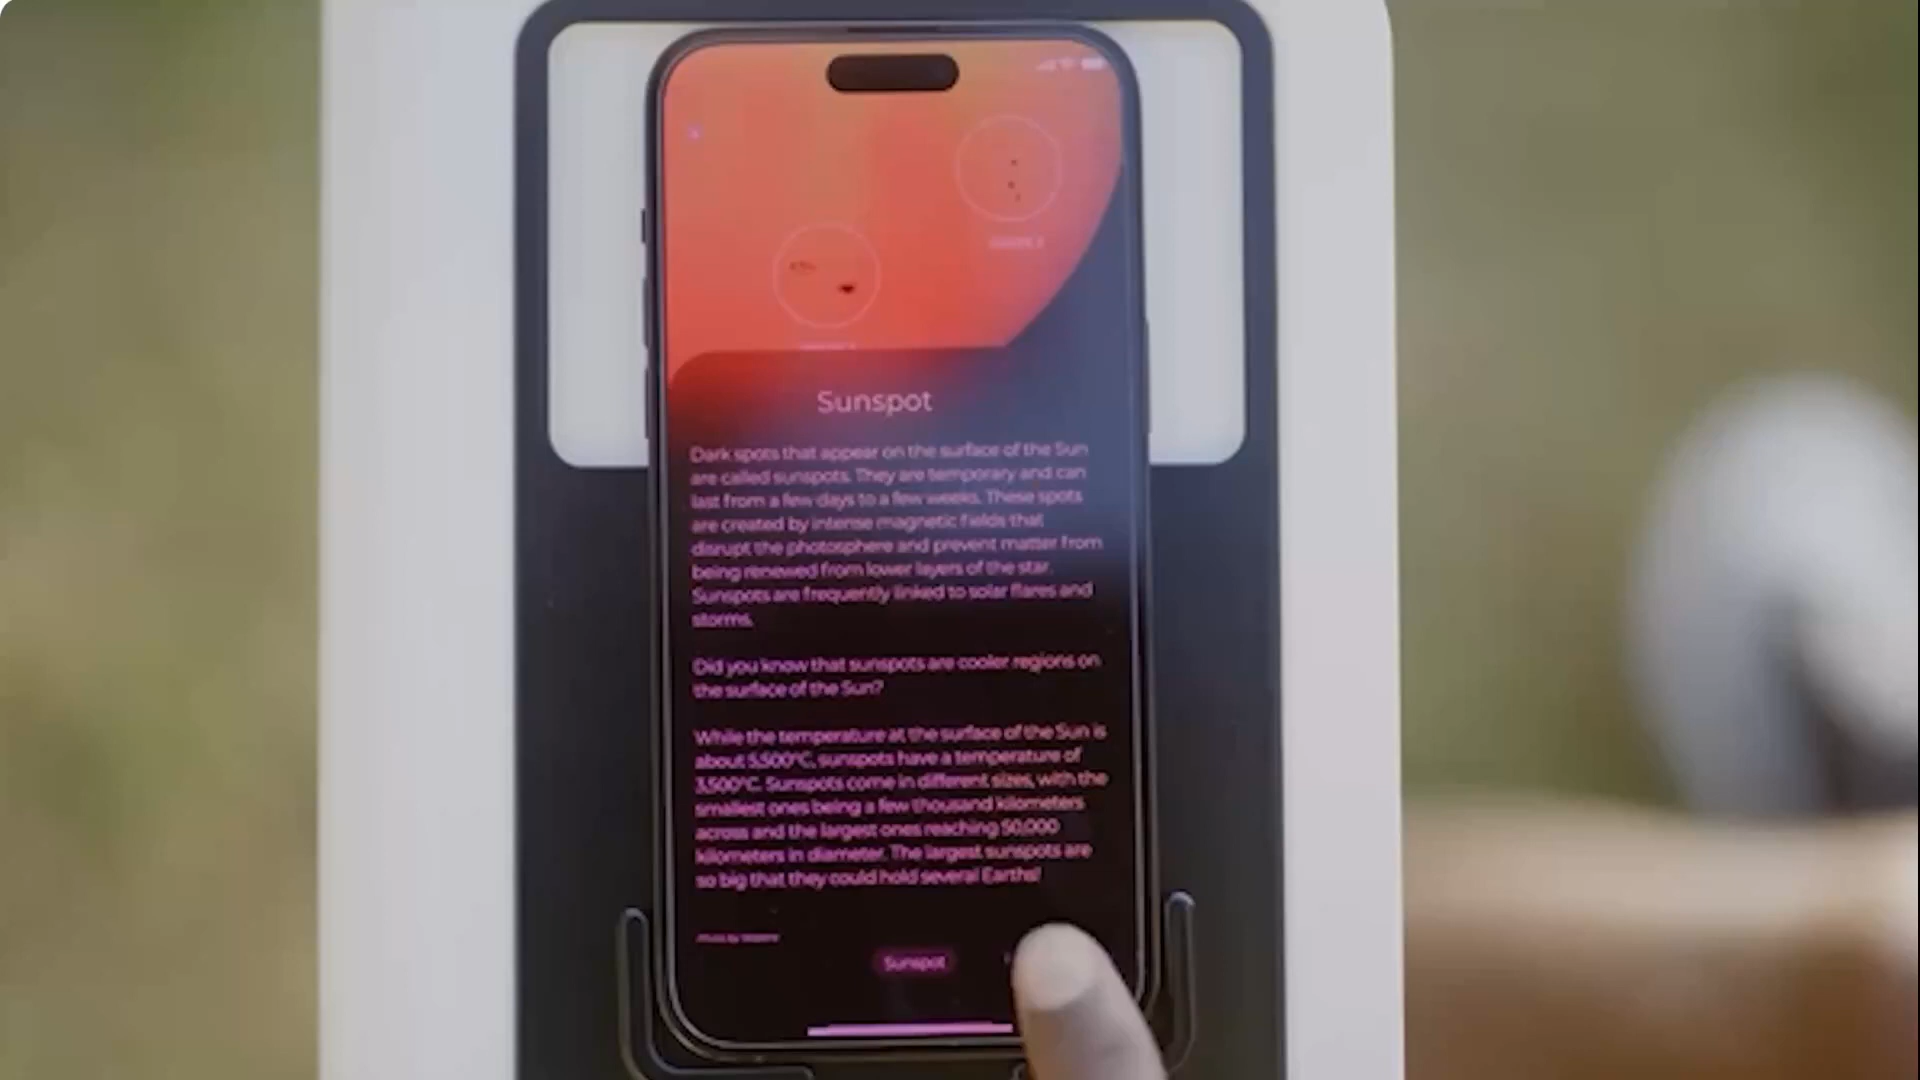 Sunspot
Dark spots that appear on the surface of the Sun
are called sunspots. They are temporary and can
last from a few days to a few weeks. These spots
are created by intense magnetic fields that
disrupt the photosphere and prevent matter from
being renewed from lower layers of the star.
Sunspots are frequently linked to solar flares and
storms.
Did you know that sunspots are cooler regions on
the surface of the Sun?
While the temperature at the surface of the Sun is
about 5,500°C, sunspots have a temperature of
3,500°C. Sunspots come in different sizes, with the
smallest ones being a few thousand kilometers
across and the largest ones reaching 50,000
kilometers in diameter. The largest sunspots are
so big that they could hold several Earths!
Sunspot